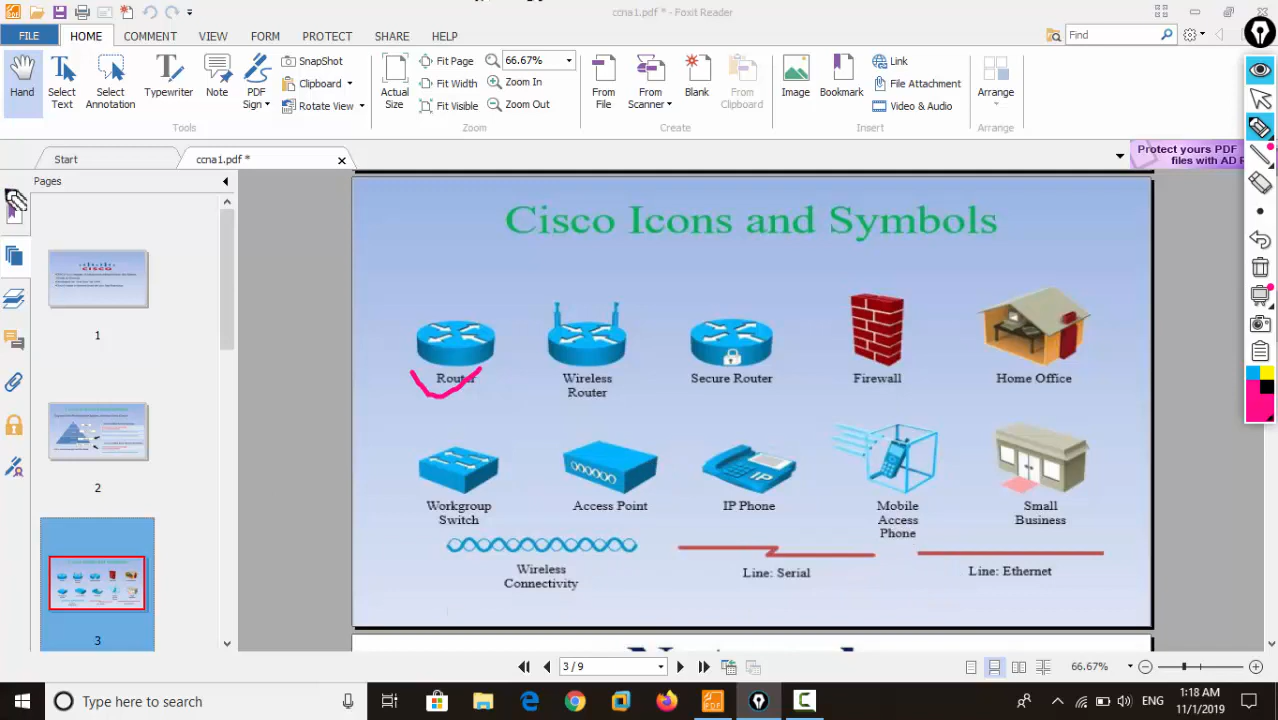 ccna1.pdf * - Foxit Reader
FILE HOME COMMENT VIEW FORM PROTECT SHARE HELP
Find
Hand
Select Text
Select Annotation
Typewriter
Note
PDF Sign
SnapShot
Clipboard
Rotate View
Tools
Actual Size
Fit Page
Fit Width
Fit Visible
66.67%
Zoom In
Zoom Out
Zoom
From File
From Scanner
Blank
From Clipboard
Create
Image
Bookmark
Link
File Attachment
Video & Audio
Insert
Arrange
Arrange
Start
ccna1.pdf *
Protect yours PDF
files with AD R
Pages
CISCO
1
2
3
Cisco Icons and Symbols
Router
Wireless
Router
Secure Router
Firewall
Home Office
Workgroup
Switch
Access Point
IP
IP Phone
Mobile
Access
Phone
Small
Business
Wireless
Connectivity
Line: Serial
Line: Ethernet
3 / 9
66.67%
Type here to search
PDF
ENG
1:18 AM
11/1/2019